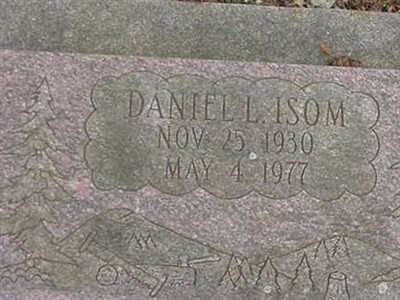 DANIEL L. ISOM
NOV 25 1930
MAY 4, 1977